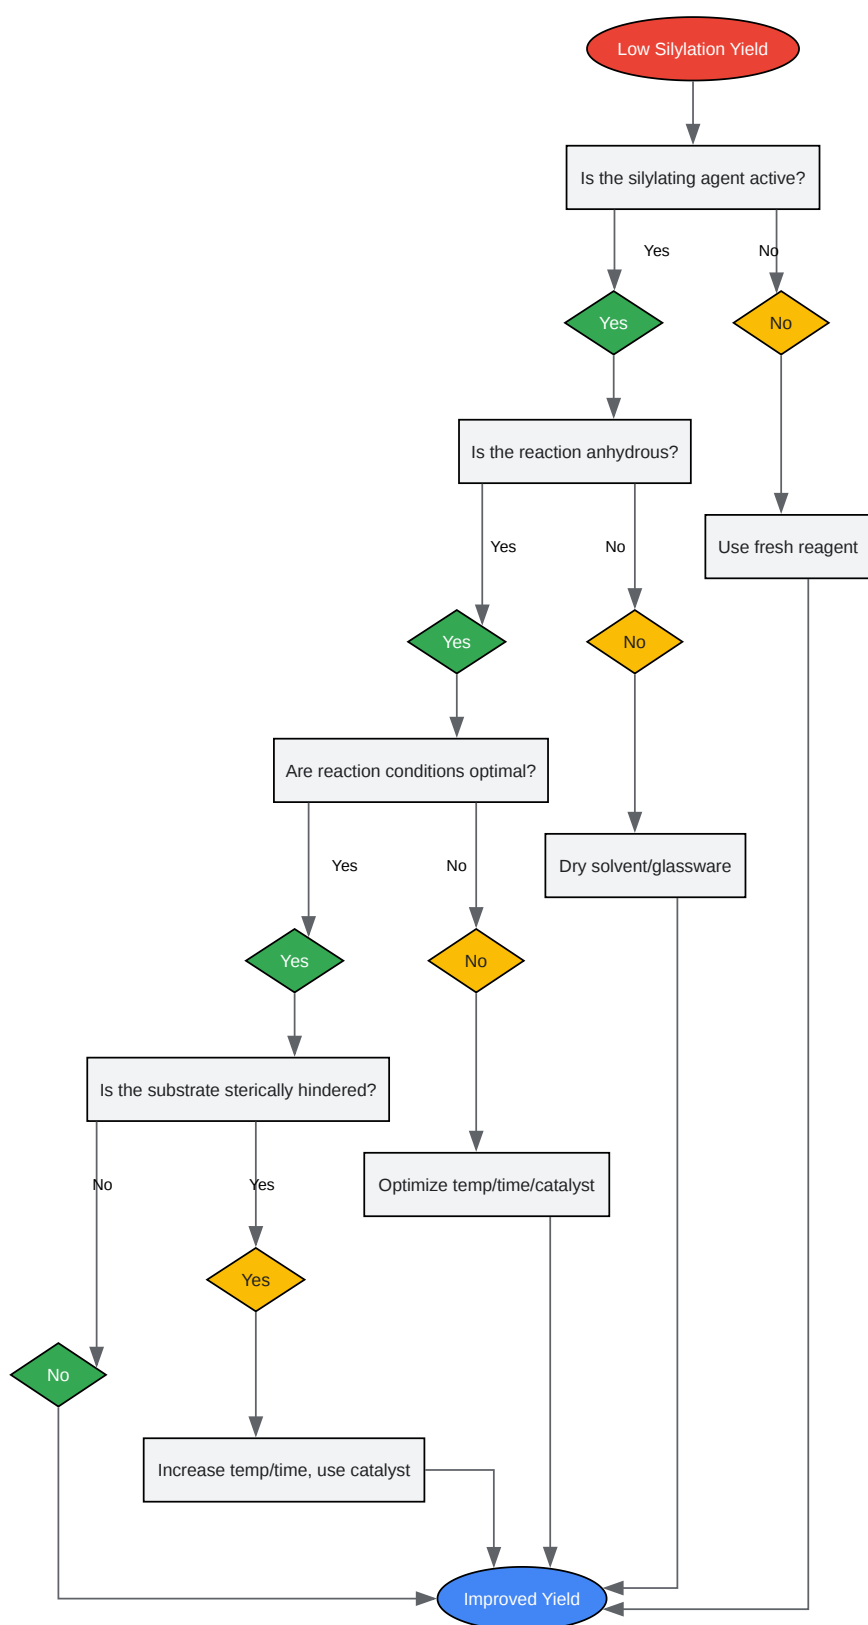 Low Silylation Yield
Is the silylating agent active?
Yes
No
Yes
No
Is the reaction anhydrous?
Yes
No
Use fresh reagent
Yes
No
Are reaction conditions optimal?
Yes
No
Dry solvent/glassware
Yes
No
Is the substrate sterically hindered?
No
Yes
Optimize temp/time/catalyst
Yes
No
Increase temp/time, use catalyst
Improved Yield